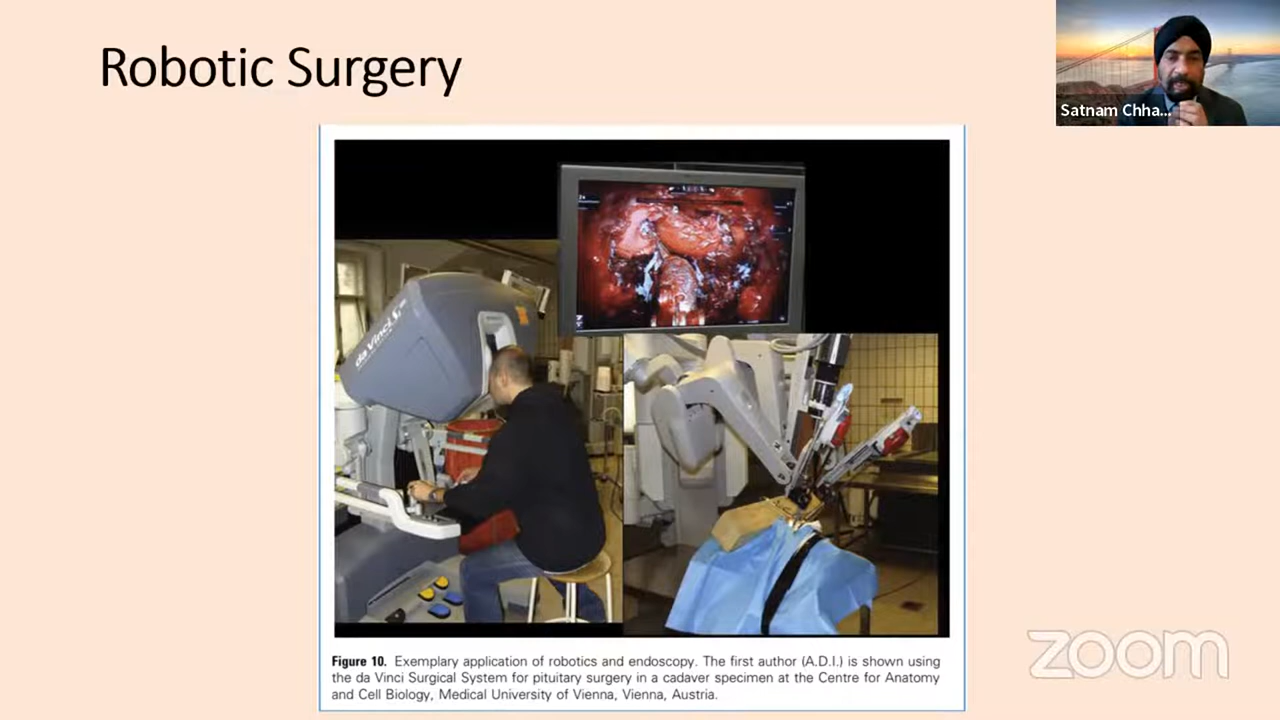 Robotic Surgery
Satnam Chha...
da Vinci S
Figure 10. Exemplary application of robotics and endoscopy. The first author (A.D.I.) is shown using
the da Vinci Surgical System for pituitary surgery in a cadaver specimen at the Centre for Anatomy
and Cell Biology, Medical University of Vienna, Vienna, Austria.
zoom